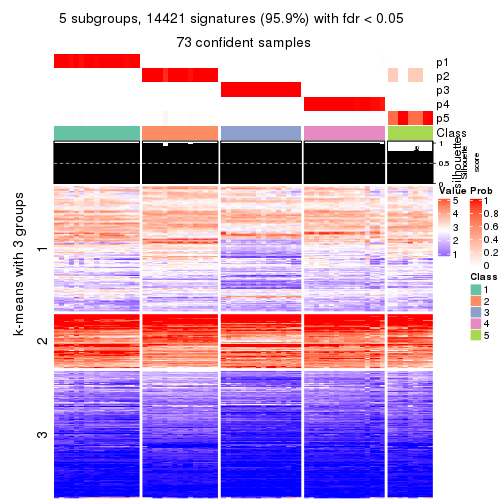 5 subgroups, 14421 signatures (95.9%) with fdr < 0.05
73 confident samples
p1
p2
p3
p4
p5
Class
1
0.5
0
silhouette
Silhouette
score
k-means with 3 groups
1
2
3
Value
5
4
3
2
1
Prob
1
0.8
0.6
0.4
0.2
0
Class
1
2
3
4
5